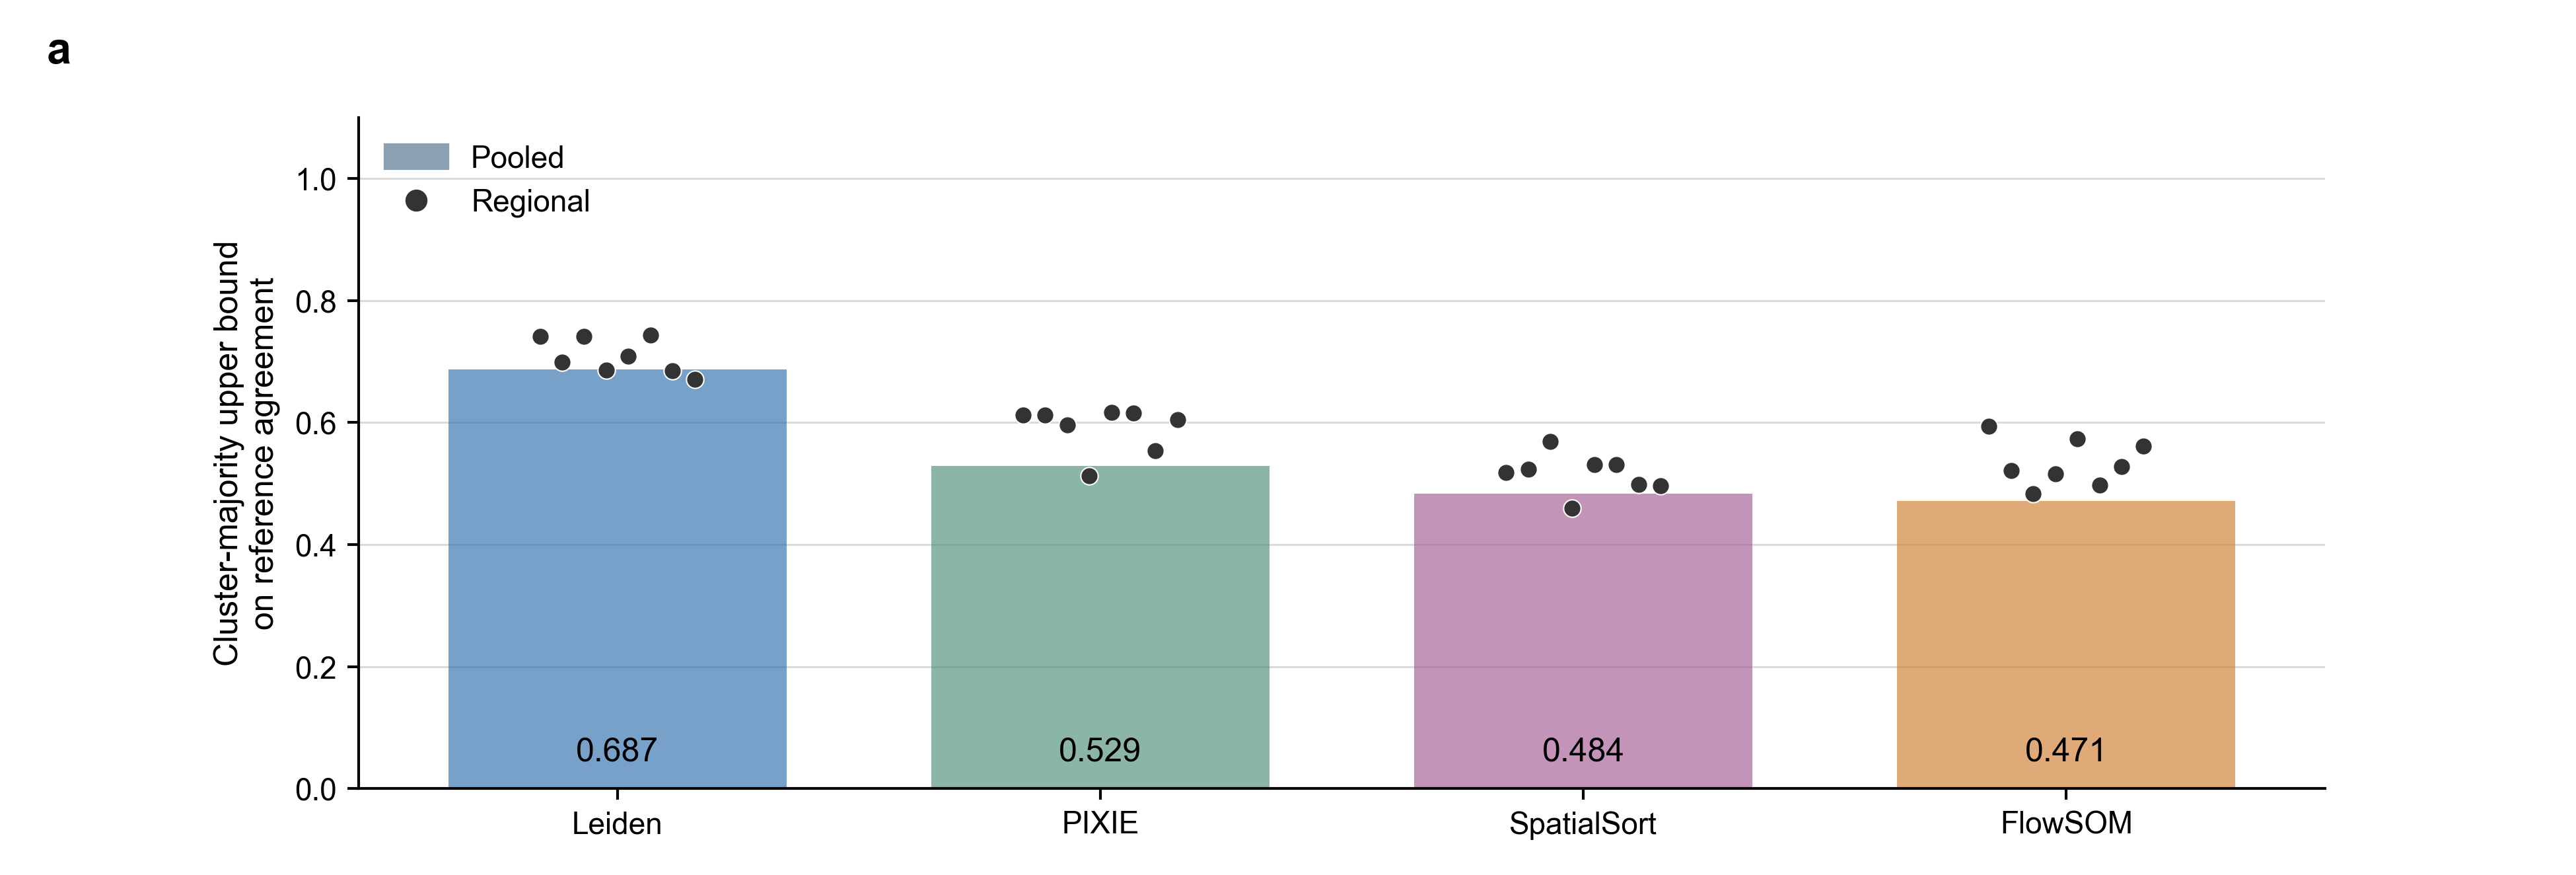 a
Pooled
Regional
1.0
0.8
0.6
0.4
0.2
0.0
Cluster-majority upper bound
on reference agreement
0.687
0.529
0.484
0.471
Leiden
PIXIE
SpatialSort
FlowSOM